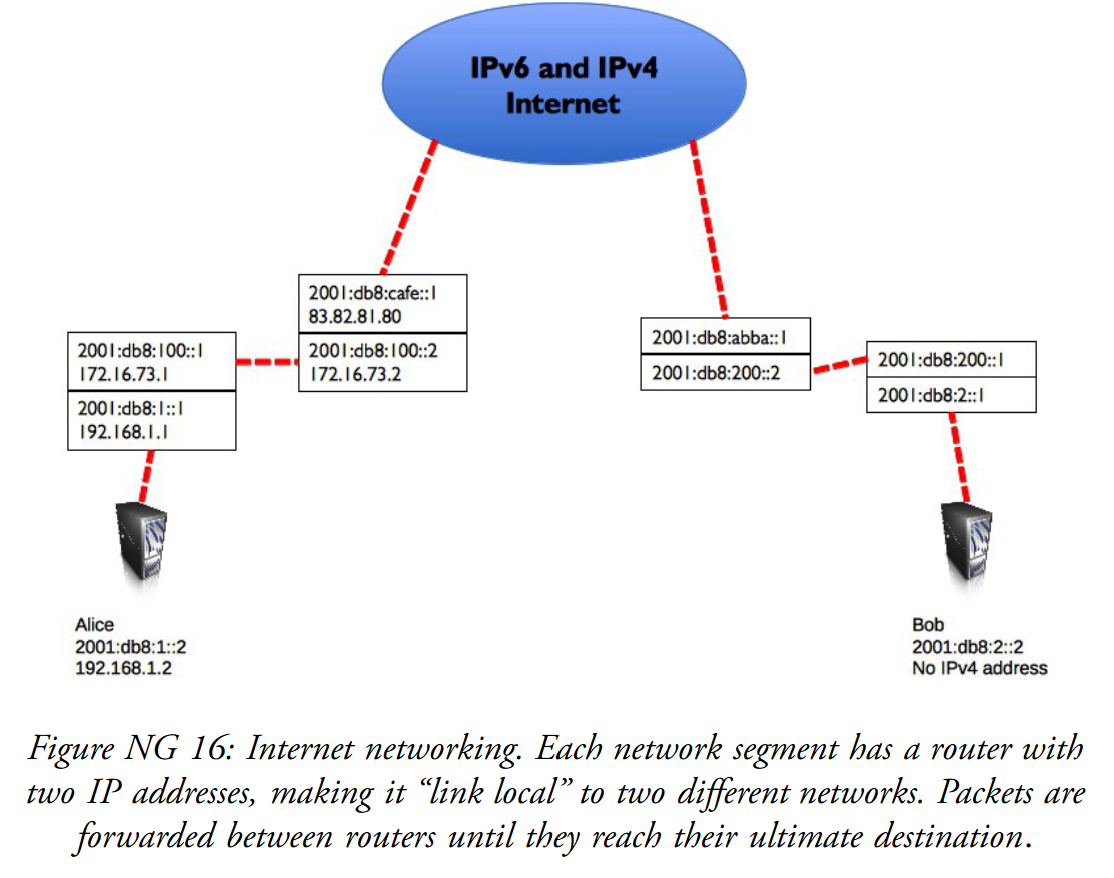 IPv6 and IPv4
Internet
2001:db8:cafe::1
83.82.81.80
2001:db8:100::2
172.16.73.2
2001:db8:100::1
172.16.73.1
2001:db8:1::1
192.168.1.1
2001:db8:abba::1
2001:db8:200::2
2001:db8:200::1
2001:db8:2::1
Alice
2001:db8:1::2
192.168.1.2
Bob
2001:db8:2::2
No IPv4 address
Figure NG 16: Internet networking. Each network segment has a router with
two IP addresses, making it “link local” to two different networks. Packets are
forwarded between routers until they reach their ultimate destination.